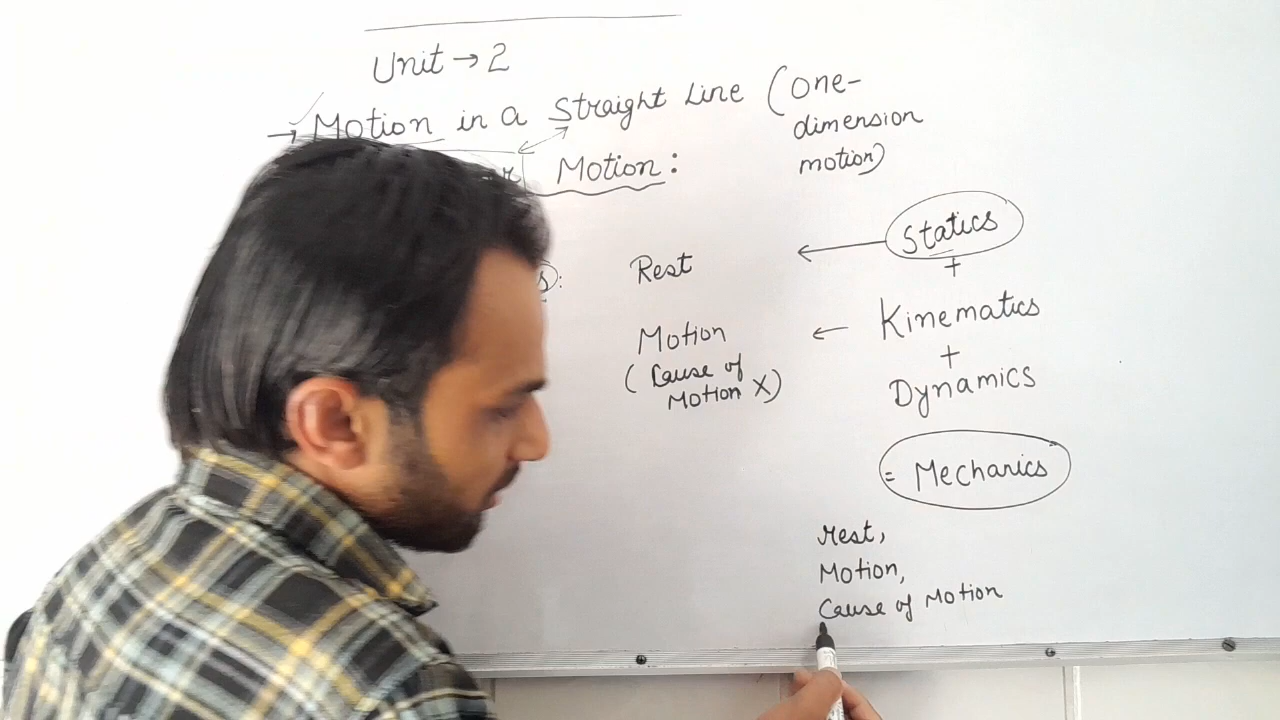 Unit → 2
→ Motion in a Straight Line (one-
dimension
motion)
Motion :
Statics
+
Rest
Kinematics
Motion
( Cause of
Motion X)
+
Dynamics
= Mechanics
rest,
Motion,
Cause of Motion